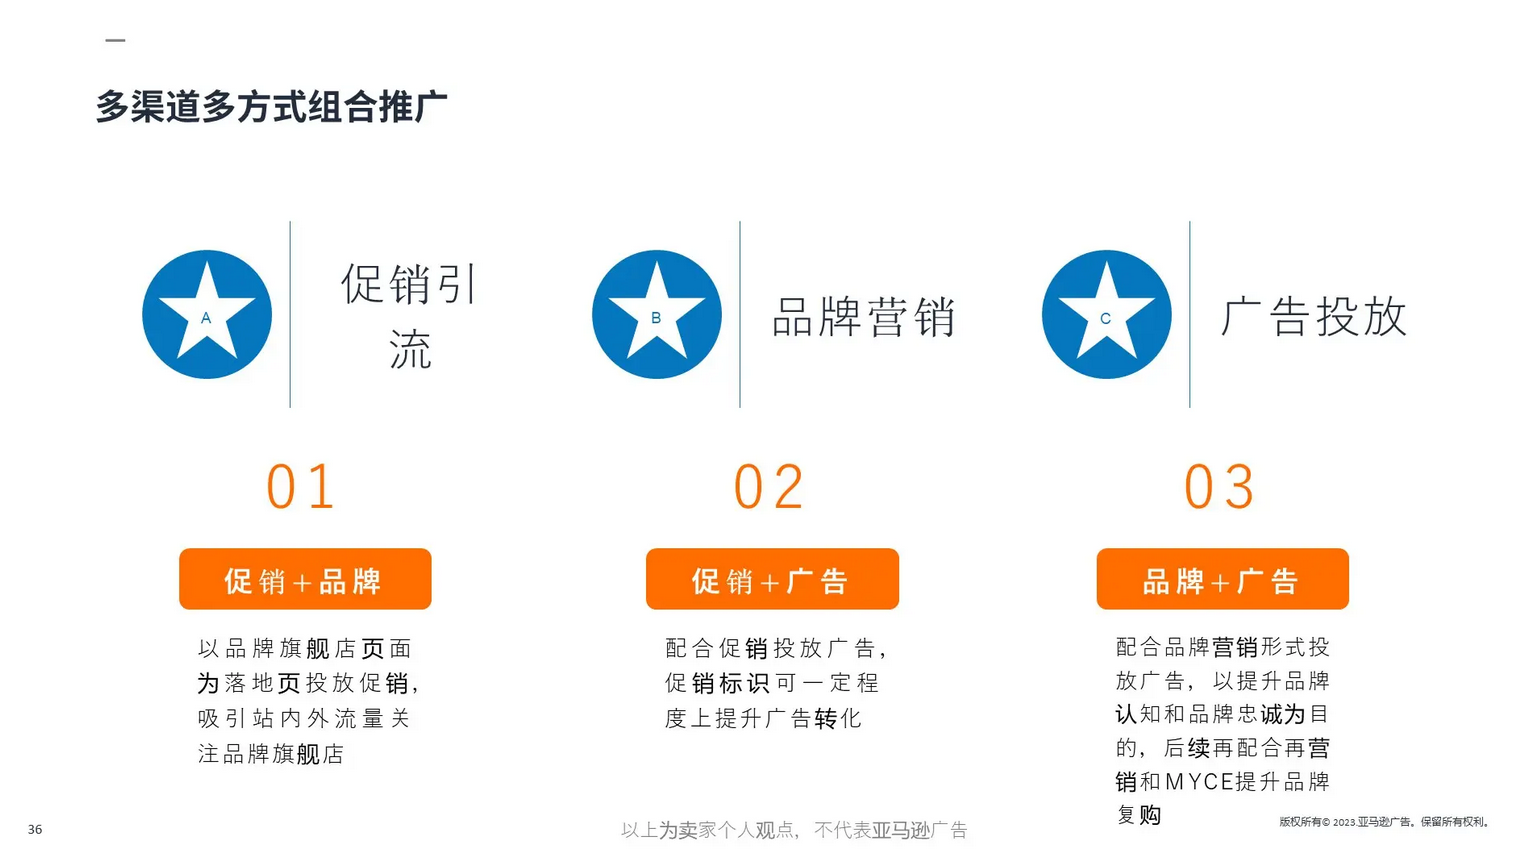 多渠道多方式组合推广
A
促销引
流
B
品牌营销
C
广告投放
01
促销+品牌
以品牌旗舰店页面
为落地页投放促销,
吸引站内外流量关
注品牌旗舰店
02
促销+广告
配合促销投放广告,
促销标识可一定程
度上提升广告转化
03
品牌+广告
配合品牌营销形式投
放广告，以提升品牌
认知和品牌忠诚为目
的，后续再配合再营
销和MYCE提升品牌
复购
36
以上为卖家个人观点，不代表亚马逊广告
版权所有© 2023.亚马逊广告。保留所有权利。